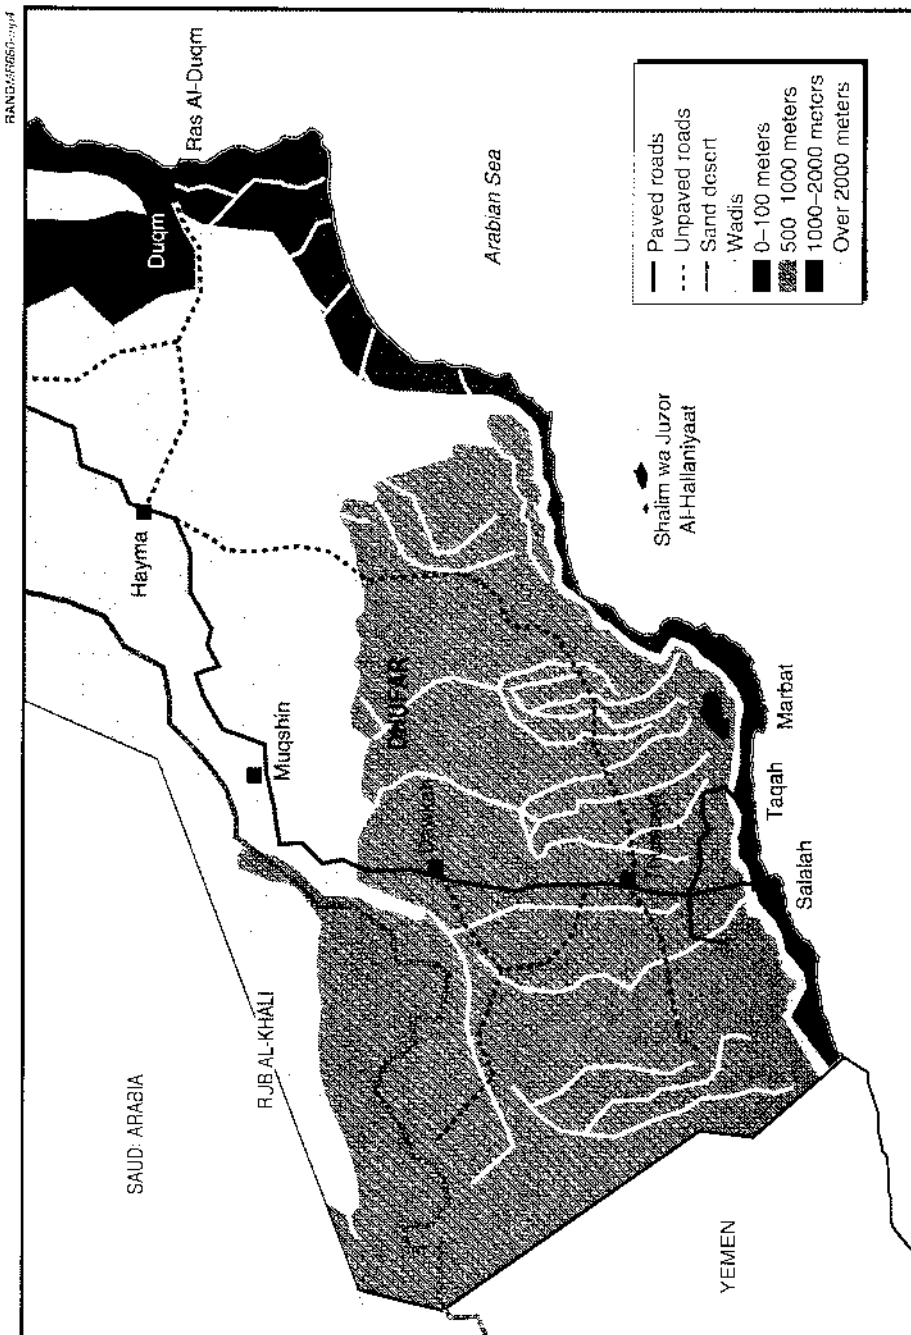 Ras Al-Duqm
Duqm
Hayma
Arabian Sea
Muqshin
DHUFAR
Shalim wa Juzor
Al-Hallaniyaat
Marbat
Taqah
Salalah
RUB AL-KHALI
SAUDI ARABIA
YEMEN
Paved roads
Unpaved roads
Sand desert
Wadis
0–100 meters
500 1000 meters
1000–2000 meters
Over 2000 meters